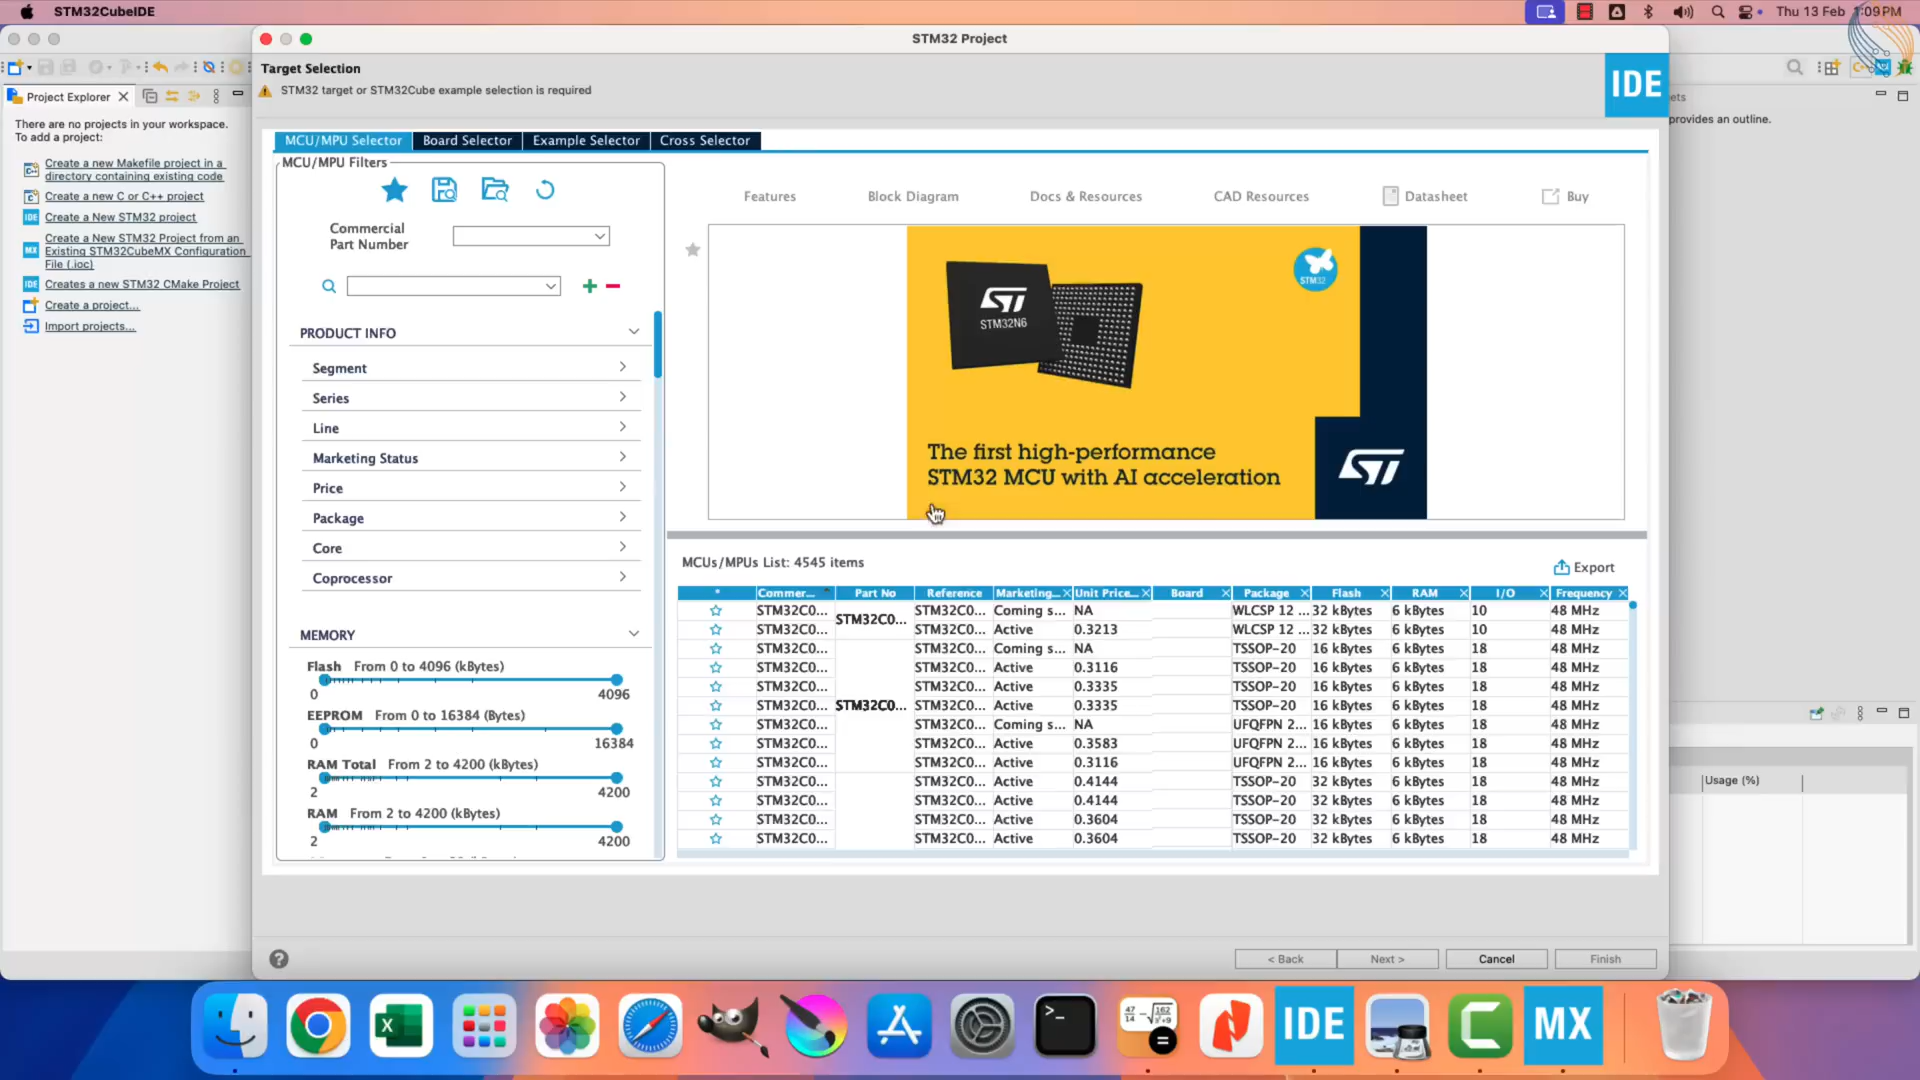 STM32CubeIDE
Thu 13 Feb 1:09PM
STM32 Project
Target Selection
STM32 target or STM32Cube example selection is required
IDE
Project Explorer
There are no projects in your workspace.
To add a project:
Create a new Makefile project in a
directory containing existing code
Create a new C or C++ project
IDE Create a New STM32 project
Create a New STM32 Project from an
MX Existing STM32CubeMX Configuration
File (.ioc)
IDE Creates a new STM32 CMake Project
Create a project...
Import projects...
ets
provides an outline.
MCU/MPU Selector Board Selector Example Selector Cross Selector
MCU/MPU Filters
Commercial
Part Number
PRODUCT INFO
Segment
Series
Line
Marketing Status
Price
Package
Core
Coprocessor
MEMORY
Flash From 0 to 4096 (kBytes)
0 4096
EEPROM From 0 to 16384 (Bytes)
0 16384
RAM Total From 2 to 4200 (kBytes)
2 4200
RAM From 2 to 4200 (kBytes)
2 4200
Features Block Diagram Docs & Resources CAD Resources Datasheet Buy
STM32
ST
STM32N6
The first high-performance
STM32 MCU with AI acceleration
ST
MCUs/MPUs List: 4545 items
Export
* Commer... Part No Reference Marketing... Unit Price... Board Package Flash RAM I/O Frequency
STM32C0... STM32C0... STM32C0... Coming s... NA WLCSP 12 ... 32 kBytes 6 kBytes 10 48 MHz
STM32C0... STM32C0... Active 0.3213 WLCSP 12 ... 32 kBytes 6 kBytes 10 48 MHz
STM32C0... STM32C0... Coming s... NA TSSOP-20 16 kBytes 6 kBytes 18 48 MHz
STM32C0... STM32C0... Active 0.3116 TSSOP-20 16 kBytes 6 kBytes 18 48 MHz
STM32C0... STM32C0... Active 0.3335 TSSOP-20 16 kBytes 6 kBytes 18 48 MHz
STM32C0... STM32C0... STM32C0... Active 0.3335 TSSOP-20 16 kBytes 6 kBytes 18 48 MHz
STM32C0... STM32C0... Coming s... NA UFQFPN 2... 16 kBytes 6 kBytes 18 48 MHz
STM32C0... STM32C0... Active 0.3583 UFQFPN 2... 16 kBytes 6 kBytes 18 48 MHz
STM32C0... STM32C0... Active 0.3116 UFQFPN 2... 16 kBytes 6 kBytes 18 48 MHz
STM32C0... STM32C0... Active 0.4144 TSSOP-20 32 kBytes 6 kBytes 18 48 MHz
STM32C0... STM32C0... Active 0.4144 TSSOP-20 32 kBytes 6 kBytes 18 48 MHz
STM32C0... STM32C0... Active 0.3604 TSSOP-20 32 kBytes 6 kBytes 18 48 MHz
STM32C0... STM32C0... Active 0.3604 TSSOP-20 32 kBytes 6 kBytes 18 48 MHz
Usage (%)
< Back Next > Cancel Finish
IDE
MX